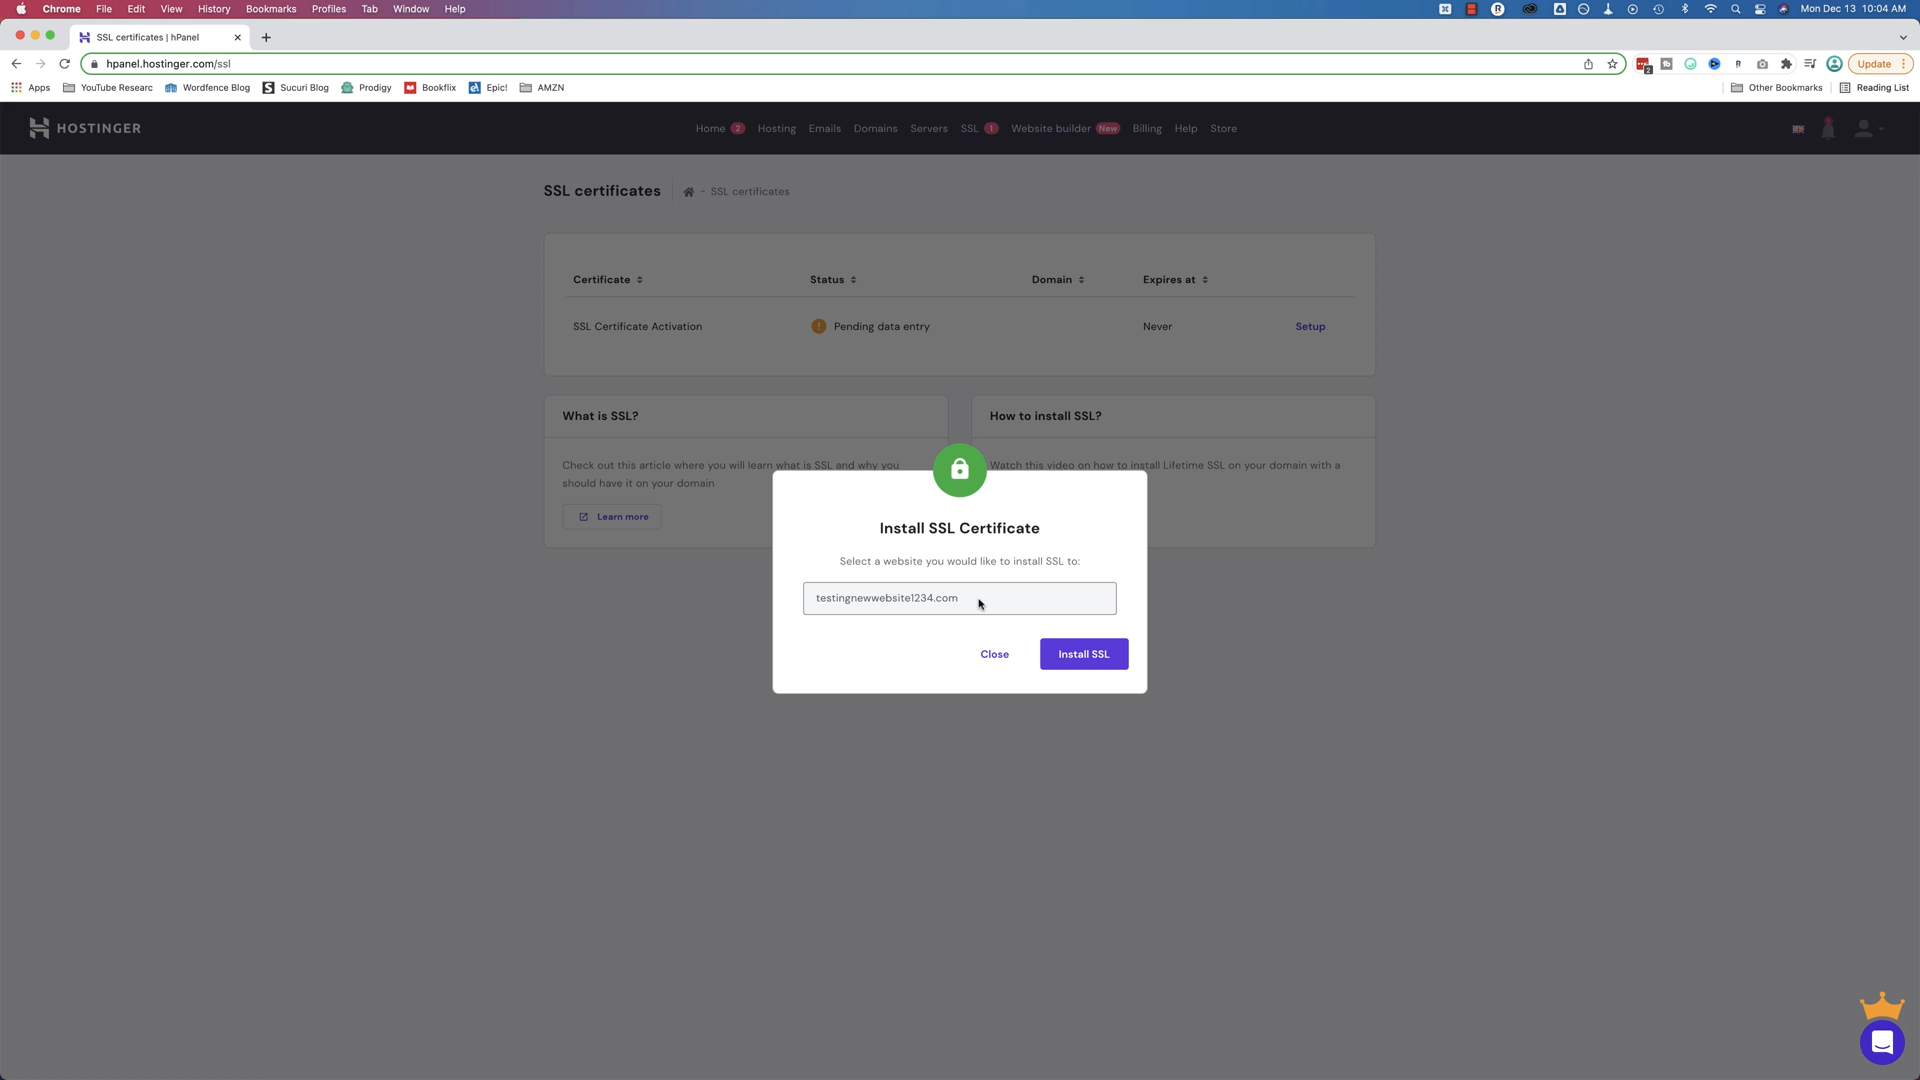 Chrome File Edit View History Bookmarks Profiles Tab Window Help Mon Dec 13 10:04 AM
SSL certificates | hPanel
hpanel.hostinger.com/ssl 2 Update
Apps YouTube Researc Wordfence Blog Sucuri Blog Prodigy Bookflix Epic! AMZN Other Bookmarks Reading List
HOSTINGER Home 2 Hosting Emails Domains Servers SSL 1 Website builder New Billing Help Store
SSL certificates - SSL certificates
Certificate Status Domain Expires at
SSL Certificate Activation Pending data entry Never Setup
What is SSL? How to install SSL?
Check out this article where you will learn what is SSL and why you Watch this video on how to install Lifetime SSL on your domain with a
should have it on your domain
Learn more
Install SSL Certificate
Select a website you would like to install SSL to:
testingnewwebsite1234.com
Close Install SSL